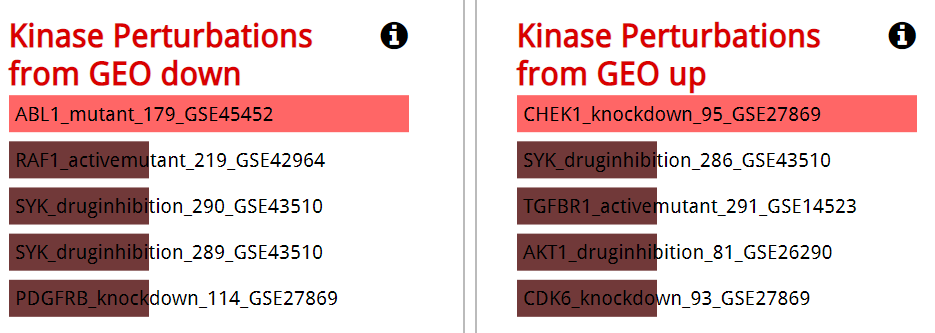 Kinase Perturbations
from GEO down
ABL1_mutant_179_GSE45452
RAF1_activemutant_219_GSE42964
SYK_druginhibition_290_GSE43510
SYK_druginhibition_289_GSE43510
PDGFRB_knockdown_114_GSE27869
Kinase Perturbations
from GEO up
CHEK1_knockdown_95_GSE27869
SYK_druginhibition_286_GSE43510
TGFBR1_activemutant_291_GSE14523
AKT1_druginhibition_81_GSE26290
CDK6_knockdown_93_GSE27869